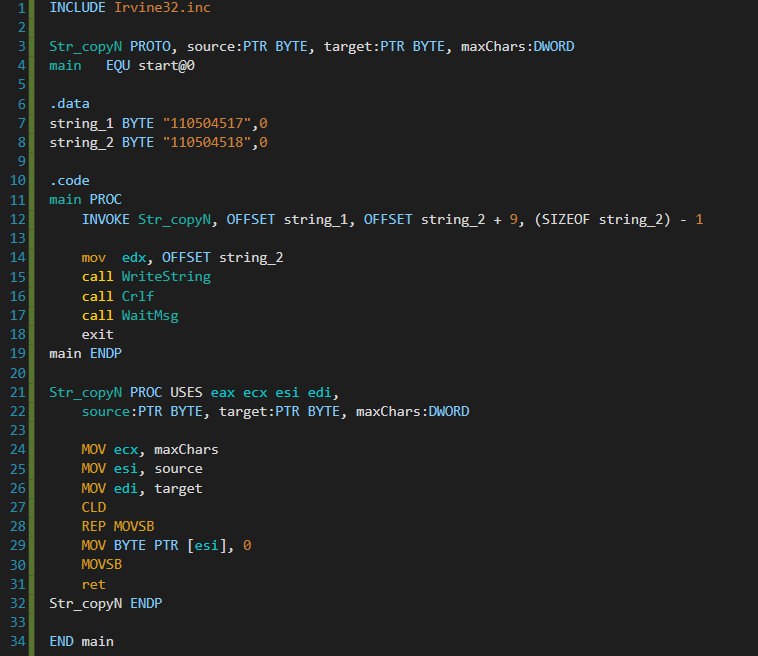 1 INCLUDE Irvine32.inc
2
3 Str_copyN PROTO, source:PTR BYTE, target:PTR BYTE, maxChars:DWORD
4 main   EQU start@0
5
6 .data
7 string_1 BYTE "110504517",0
8 string_2 BYTE "110504518",0
9
10 .code
11 main PROC
12     INVOKE Str_copyN, OFFSET string_1, OFFSET string_2 + 9, (SIZEOF string_2) - 1
13
14     mov  edx, OFFSET string_2
15     call WriteString
16     call Crlf
17     call WaitMsg
18     exit
19 main ENDP
20
21 Str_copyN PROC USES eax ecx esi edi,
22     source:PTR BYTE, target:PTR BYTE, maxChars:DWORD
23
24     MOV ecx, maxChars
25     MOV esi, source
26     MOV edi, target
27     CLD
28     REP MOVSB
29     MOV BYTE PTR [esi], 0
30     MOVSB
31     ret
32 Str_copyN ENDP
33
34 END main